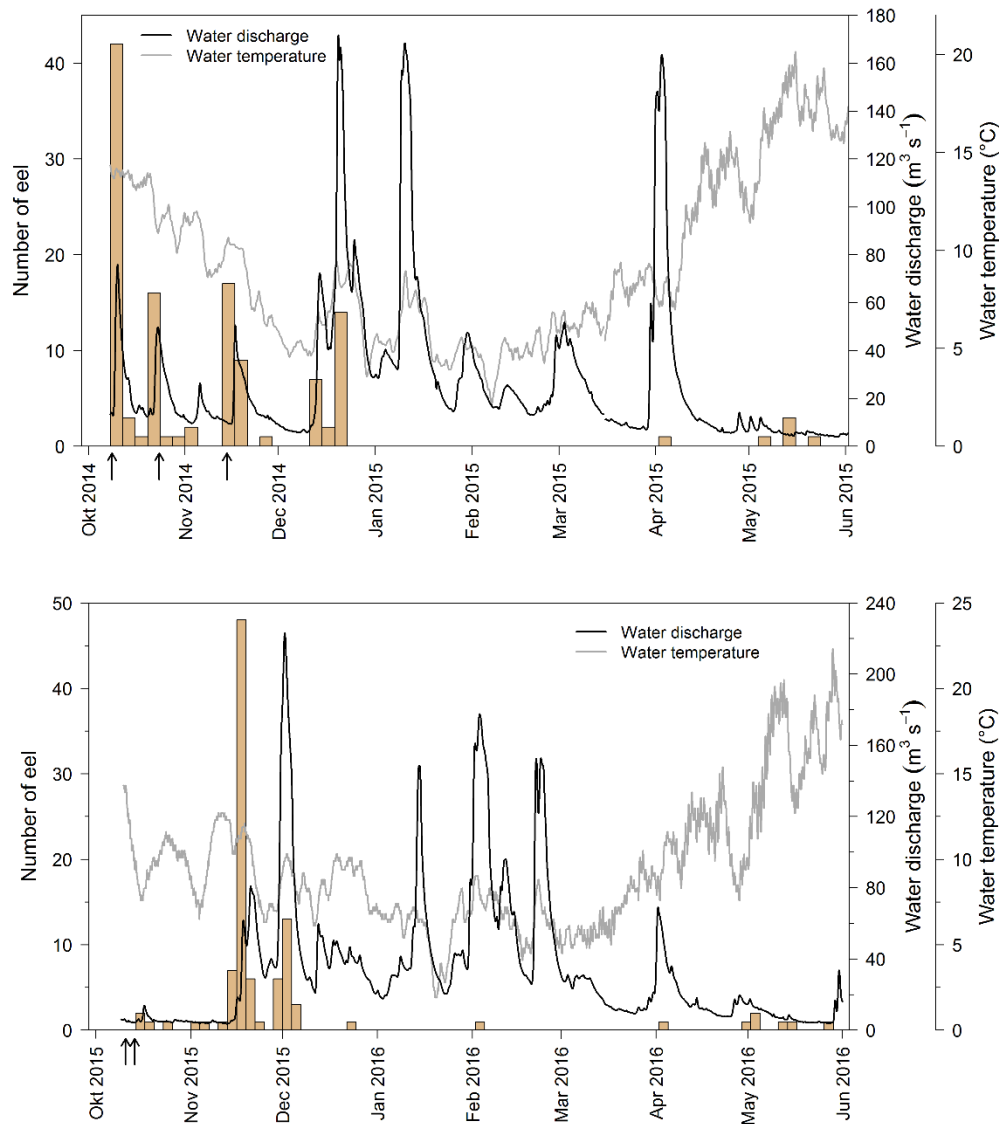 Water discharge
Water temperature
Number of eel
0
10
20
30
40
Water discharge (m³ s⁻¹)
0
20
40
60
80
100
120
140
160
180
Water temperature (°C)
0
5
10
15
20
Okt 2014
Nov 2014
Dec 2014
Jan 2015
Feb 2015
Mar 2015
Apr 2015
May 2015
Jun 2015
Water discharge
Water temperature
Number of eel
0
10
20
30
40
50
Water discharge (m³ s⁻¹)
0
40
80
120
160
200
240
Water temperature (°C)
0
5
10
15
20
25
Okt 2015
Nov 2015
Dec 2015
Jan 2016
Feb 2016
Mar 2016
Apr 2016
May 2016
Jun 2016